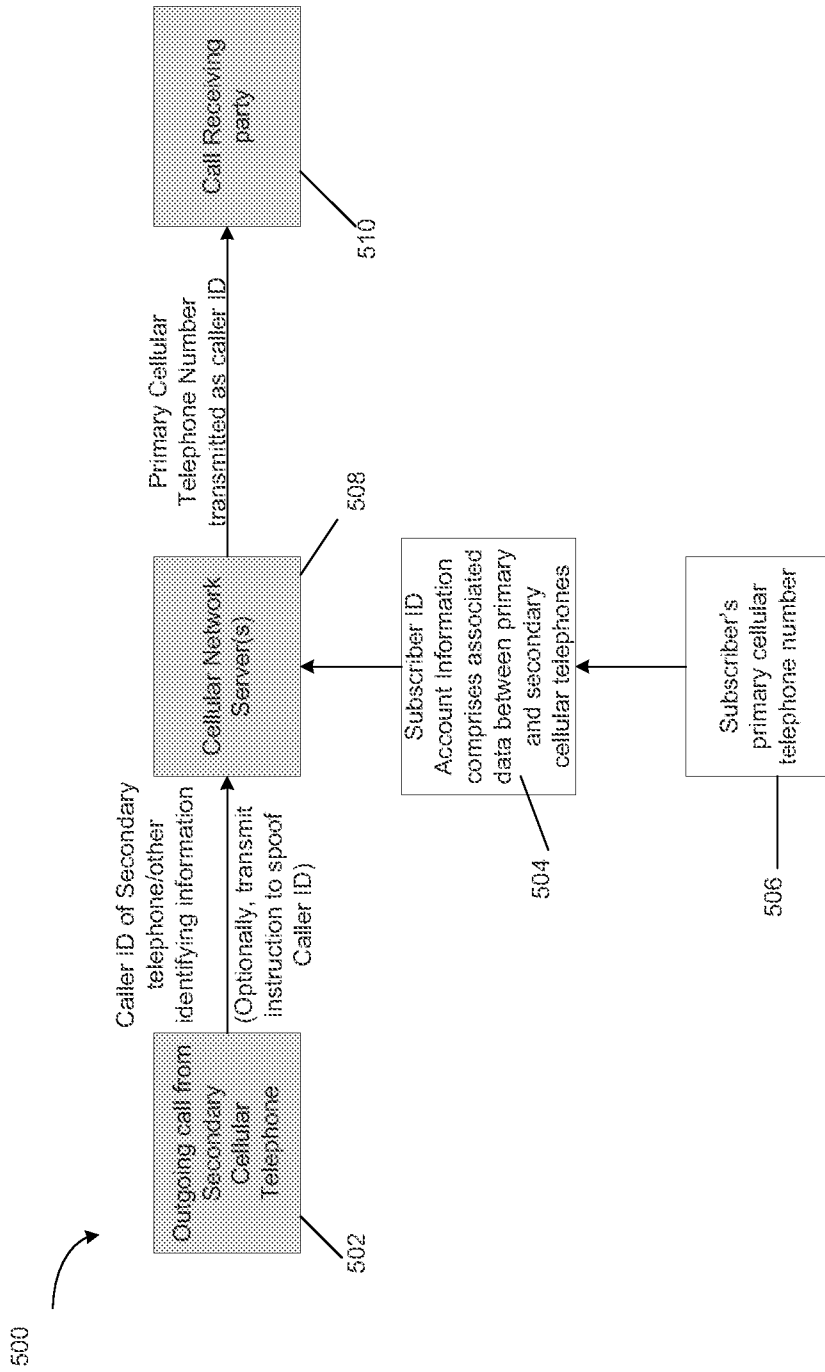 500
Outgoing call from
Secondary
Cellular
Telephone
502
Caller ID of Secondary
telephone/other
identifying information
(Optionally, transmit
instruction to spoof
Caller ID)
Cellular Network
Server(s)
508
Primary Cellular
Telephone Number
transmitted as caller ID
Call Receiving
party
510
Subscriber ID
Account Information
comprises associated
data between primary
and secondary
cellular telephones
504
Subscriber's
primary cellular
telephone number
506